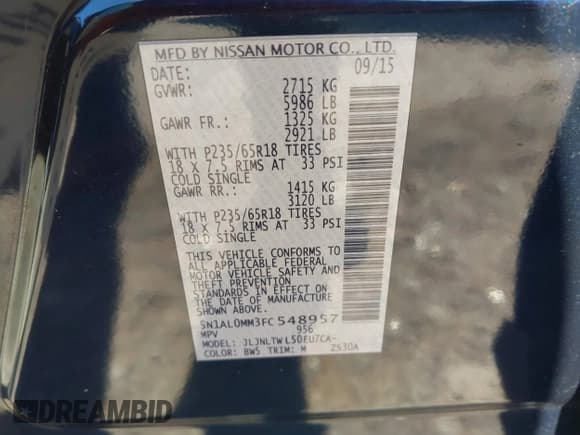 MFD BY NISSAN MOTOR CO., LTD.
DATE: 09/15
GVWR: 2715 KG
5986 LB
GAWR FR.: 1325 KG
2921 LB
WITH P235/65R18 TIRES
18 X 7.5 RIMS AT 33 PSI
COLD SINGLE
GAWR RR.: 1415 KG
3120 LB
WITH P235/65R18 TIRES
18 X 7.5 RIMS AT 33 PSI
COLD SINGLE
THIS VEHICLE CONFORMS TO
ALL APPLICABLE FEDERAL
MOTOR VEHICLE SAFETY AND
THEFT PREVENTION
STANDARDS IN EFFECT ON
THE DATE OF MANUFACTURE
SHOWN ABOVE.
5N1AL0MM3FC548957
MPV 956
MODEL: JLJNLTWL50EU7CA-
COLOR: BW5 TRIM: M ZS30A
DREAMBID